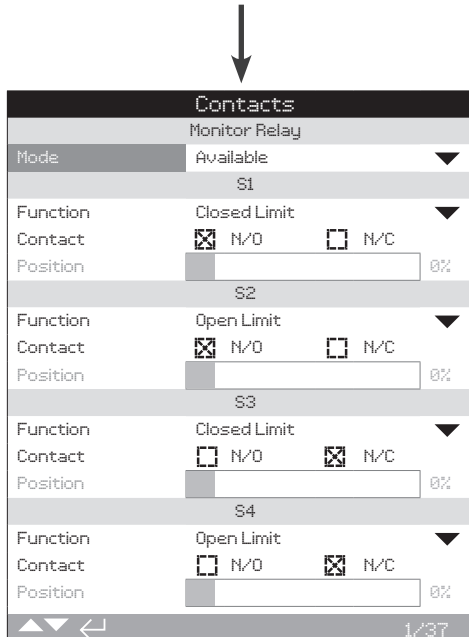 Contacts
Monitor Relay
Mode Available
S1
Function Closed Limit
Contact N/O N/C
Position 0%
S2
Function Open Limit
Contact N/O N/C
Position 0%
S3
Function Closed Limit
Contact N/O N/C
Position 0%
S4
Function Open Limit
Contact N/O N/C
Position 0%
1/37